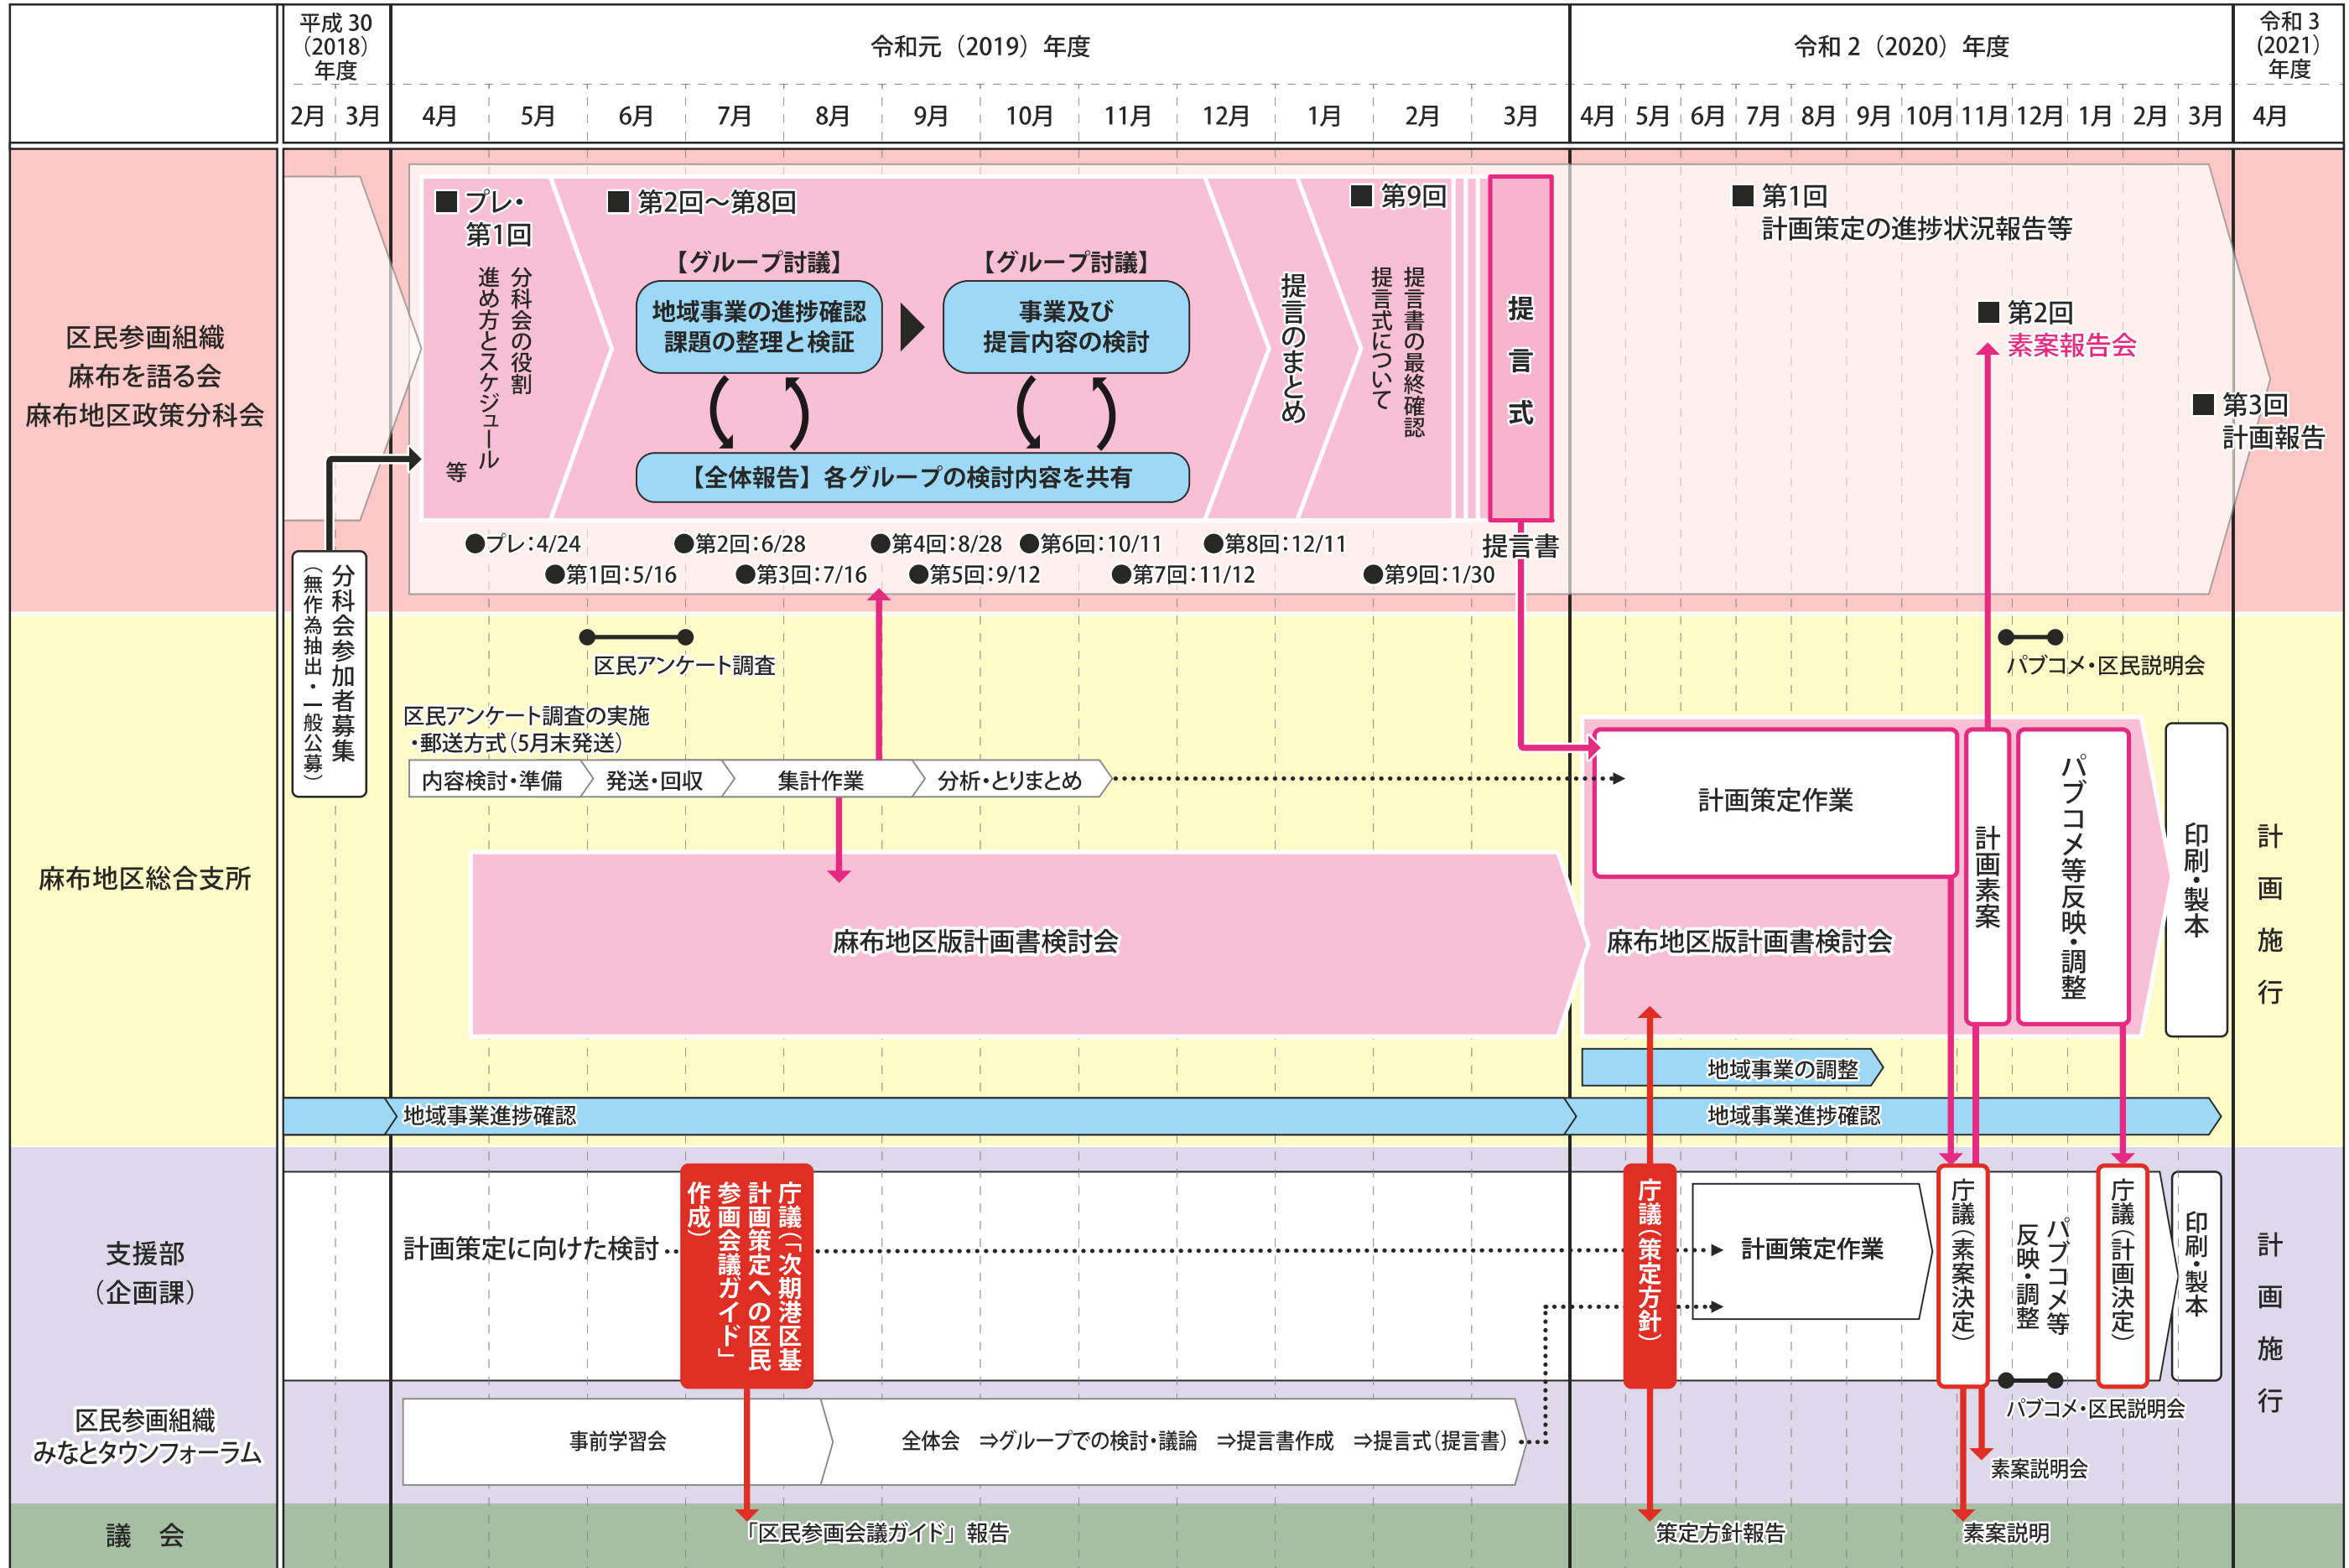 平成 30
（2018）
年度
令和元（2019）年度
令和 2（2020）年度
令和 3
（2021）
年度
2月 3月 4月 5月 6月 7月 8月 9月 10月 11月 12月 1月 2月 3月 4月 5月 6月 7月 8月 9月 10月 11月 12月 1月 2月 3月 4月
区民参画組織
麻布を語る会
麻布地区政策分科会
■ プレ・
第1回
分科会の役割
進め方とスケジュール
等
■ 第2回～第8回
【グループ討議】
地域事業の進捗確認
課題の整理と検証
【グループ討議】
事業及び
提言内容の検討
【全体報告】各グループの検討内容を共有
提言のまとめ
■ 第9回
提言書の最終確認
提言式について
提言式
■ 第1回
計画策定の進捗状況報告等
■ 第2回
素案報告会
■ 第3回
計画報告
●プレ：4/24
●第2回：6/28
●第4回：8/28
●第6回：10/11
●第8回：12/11
提言書
●第1回：5/16
●第3回：7/16
●第5回：9/12
●第7回：11/12
●第9回：1/30
分科会参加者募集
（無作為抽出・一般公募）
麻布地区総合支所
区民アンケート調査
パブコメ・区民説明会
区民アンケート調査の実施
・郵送方式（5月末発送）
内容検討・準備
発送・回収
集計作業
分析・とりまとめ
計画策定作業
計画素案
パブコメ等反映・調整
印刷・製本
計画施行
麻布地区版計画書検討会
麻布地区版計画書検討会
地域事業の調整
地域事業進捗確認
地域事業進捗確認
支援部
（企画課）
計画策定に向けた検討
庁議（「次期港区基
計画策定への区民
参画会議ガイド」
作成）
庁議（策定方針）
計画策定作業
庁議（素案決定）
パブコメ等
反映・調整
庁議（計画決定）
印刷・製本
計画施行
パブコメ・区民説明会
区民参画組織
みなとタウンフォーラム
事前学習会
全体会 ⇒グループでの検討・議論 ⇒提言書作成 ⇒提言式（提言書）
素案説明会
議 会
「区民参画会議ガイド」報告
策定方針報告
素案説明